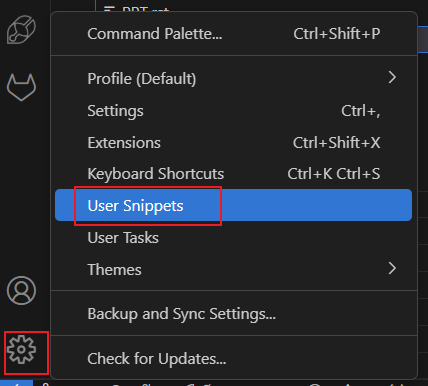 Command Palette... Ctrl+Shift+P
Profile (Default)
Settings Ctrl+,
Extensions Ctrl+Shift+X
Keyboard Shortcuts Ctrl+K Ctrl+S
User Snippets
User Tasks
Themes
Backup and Sync Settings...
Check for Updates...